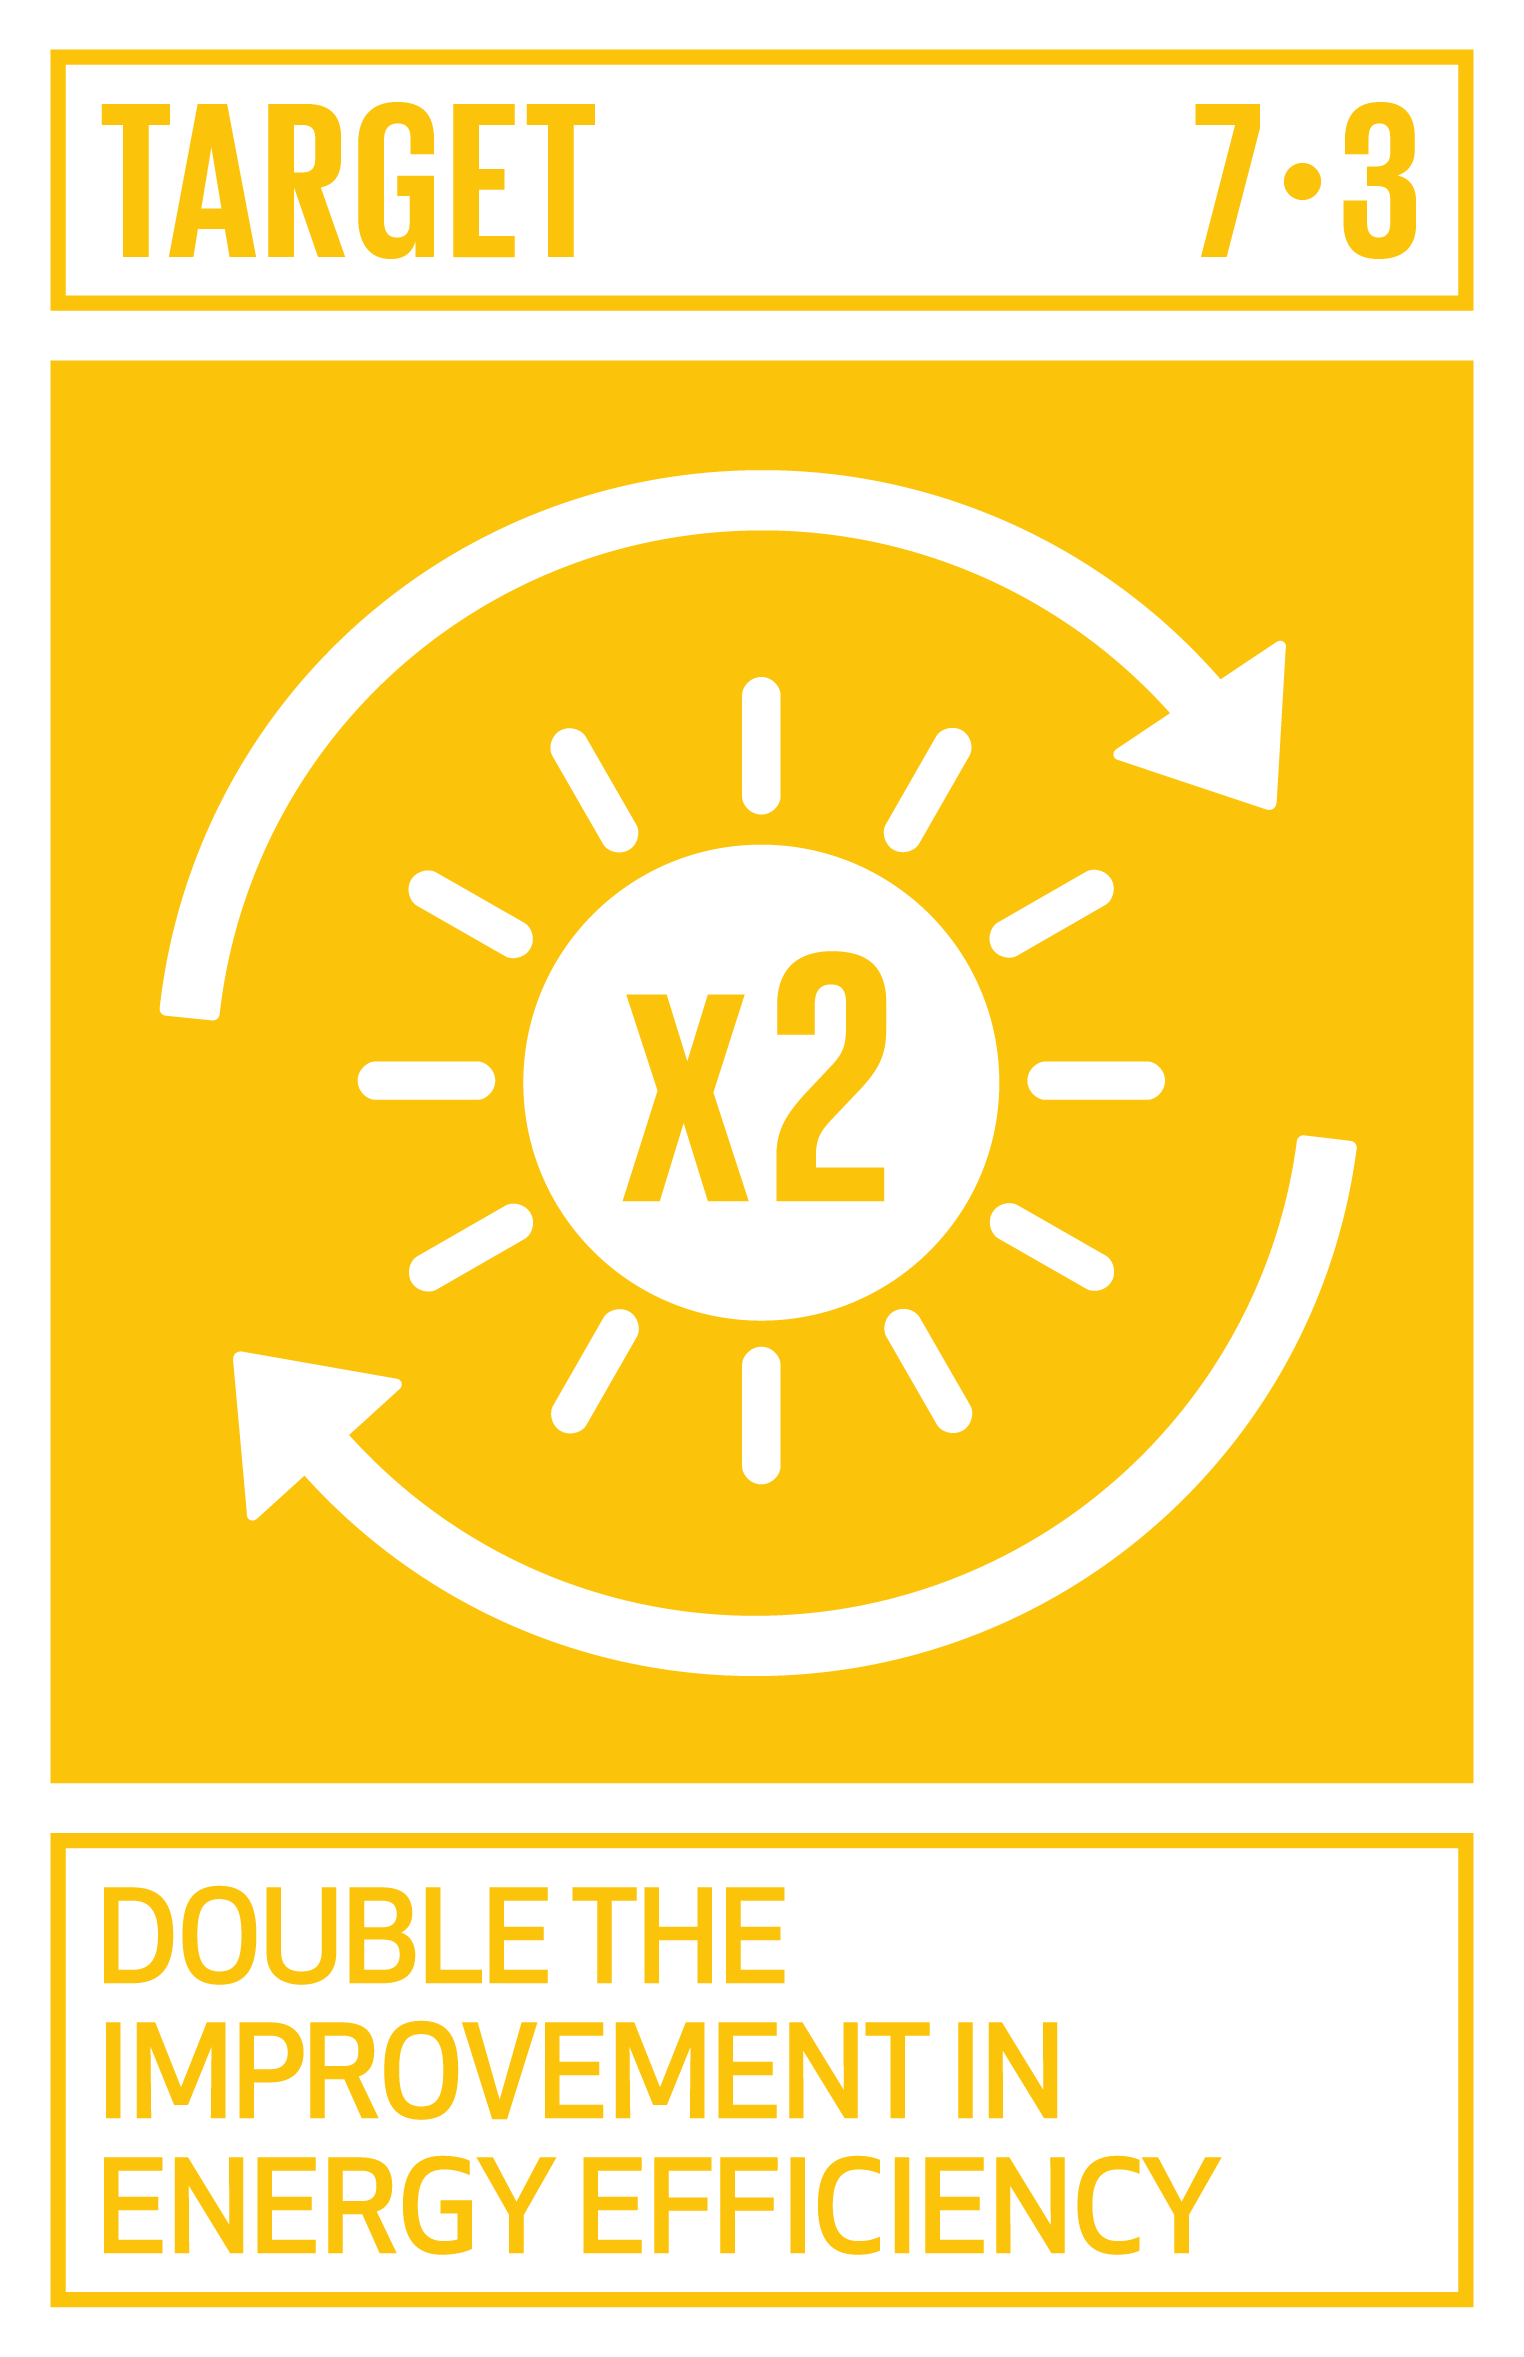 TARGET 7·3
x2
DOUBLE THE
IMPROVEMENT IN
ENERGY EFFICIENCY